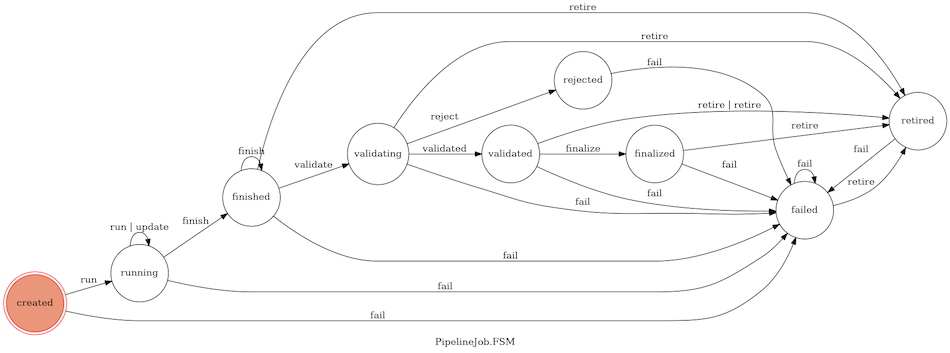 retire
retire
rejected
fail
retire | retire
retired
reject
retire
validating
validated
validated
finalize
finalized
finish
validate
fail
fail
fail
retire
finished
fail
fail
failed
finish
run | update
fail
running
run
fail
created
fail
PipelineJob.FSM